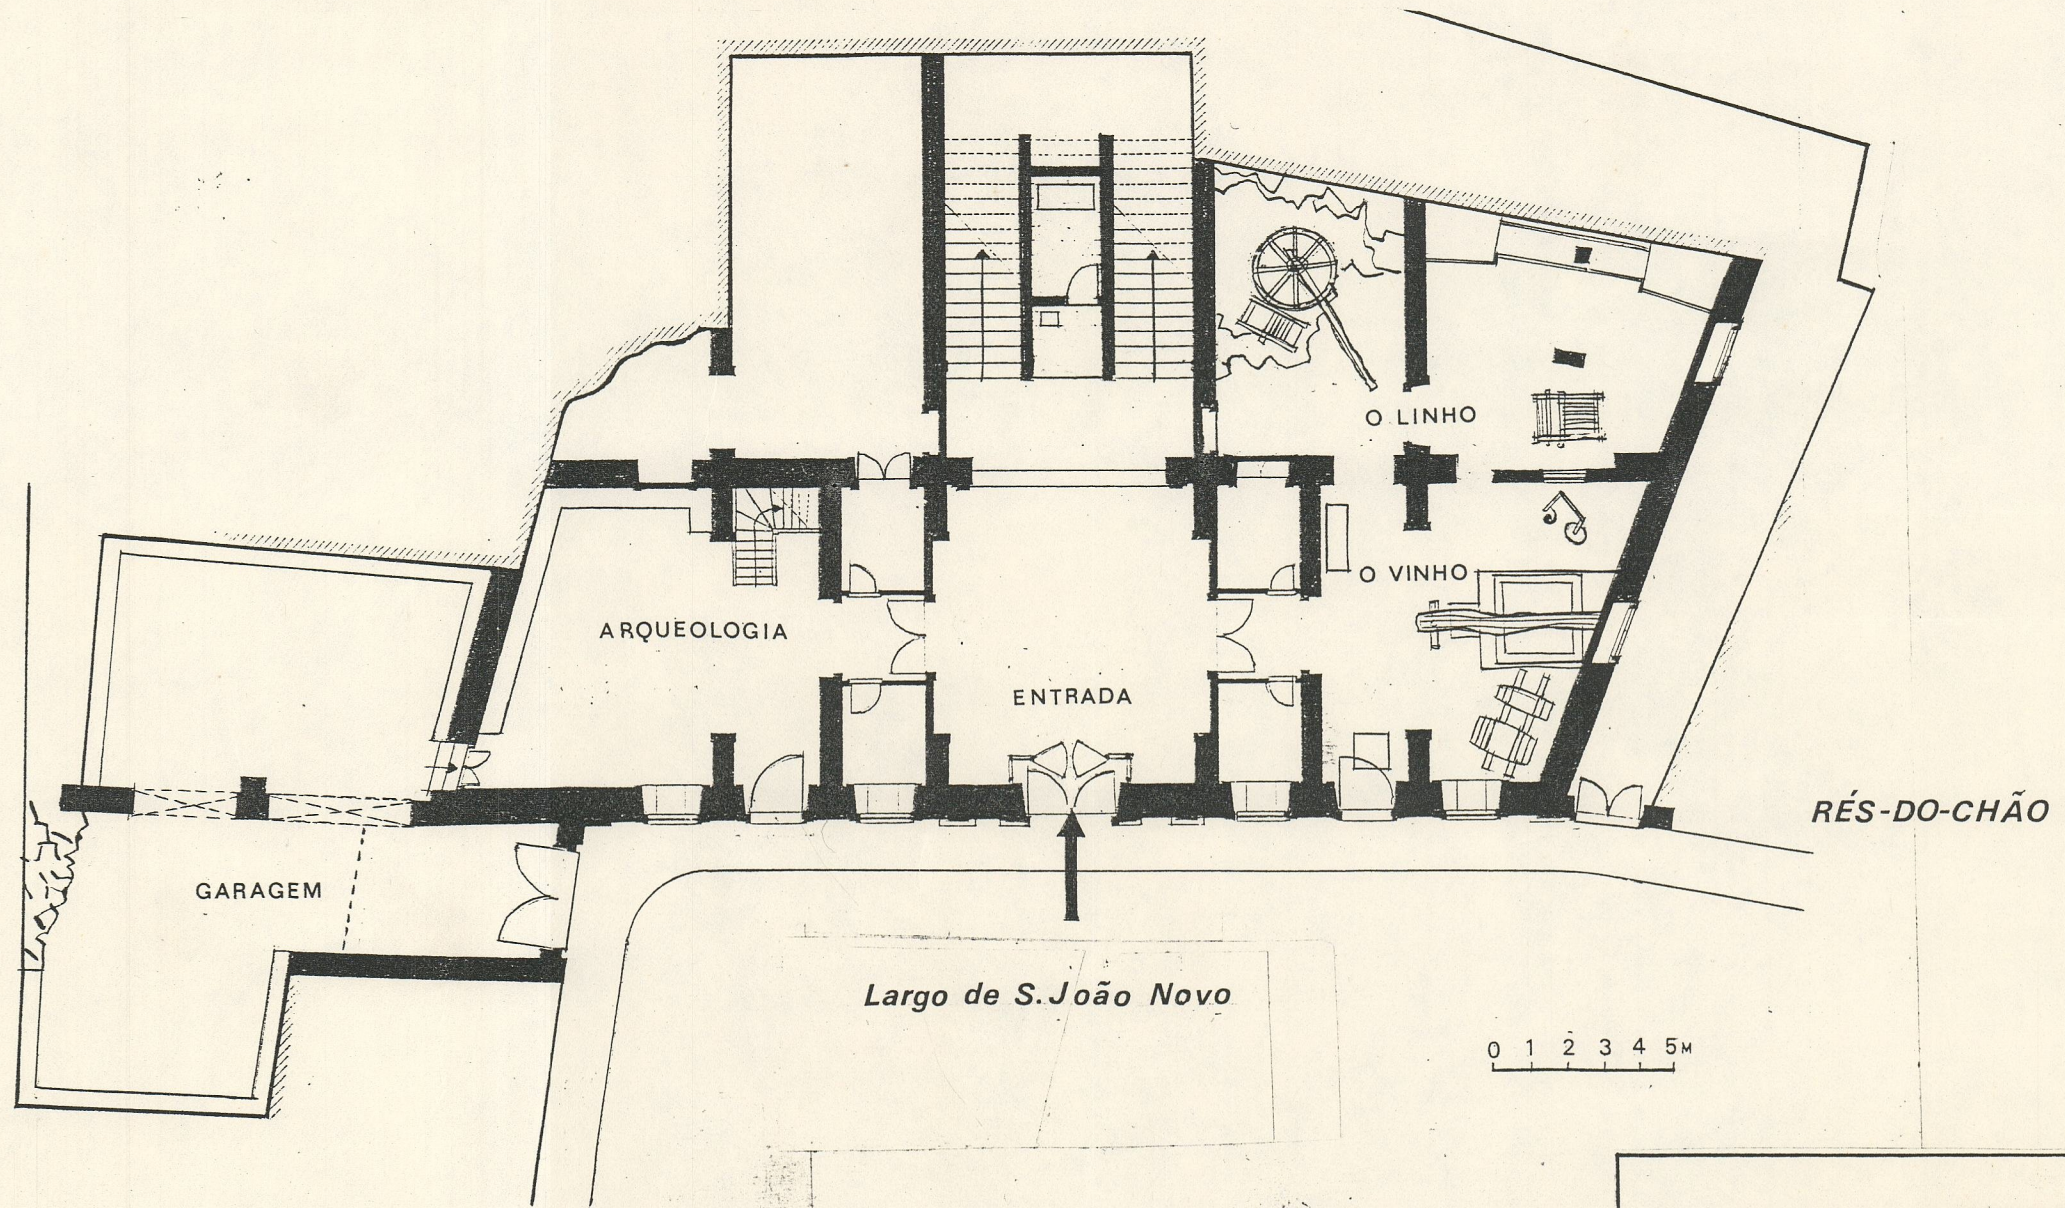 O LINHO
O VINHO
ARQUEOLOGIA
ENTRADA
RÉS-DO-CHÃO
GARAGEM
Largo de S. João Novo
0 1 2 3 4 5M